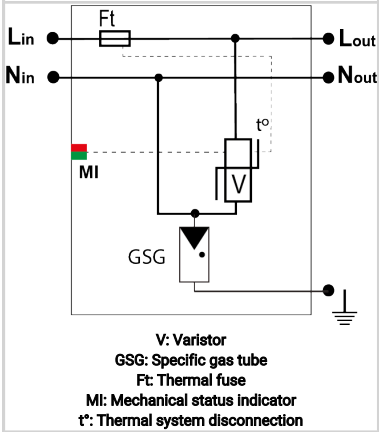 Ft
Lin
Lout
Nin
Nout
t°
MI
V
GSG
V: Varistor
GSG: Specific gas tube
Ft: Thermal fuse
MI: Mechanical status indicator
t°: Thermal system disconnection